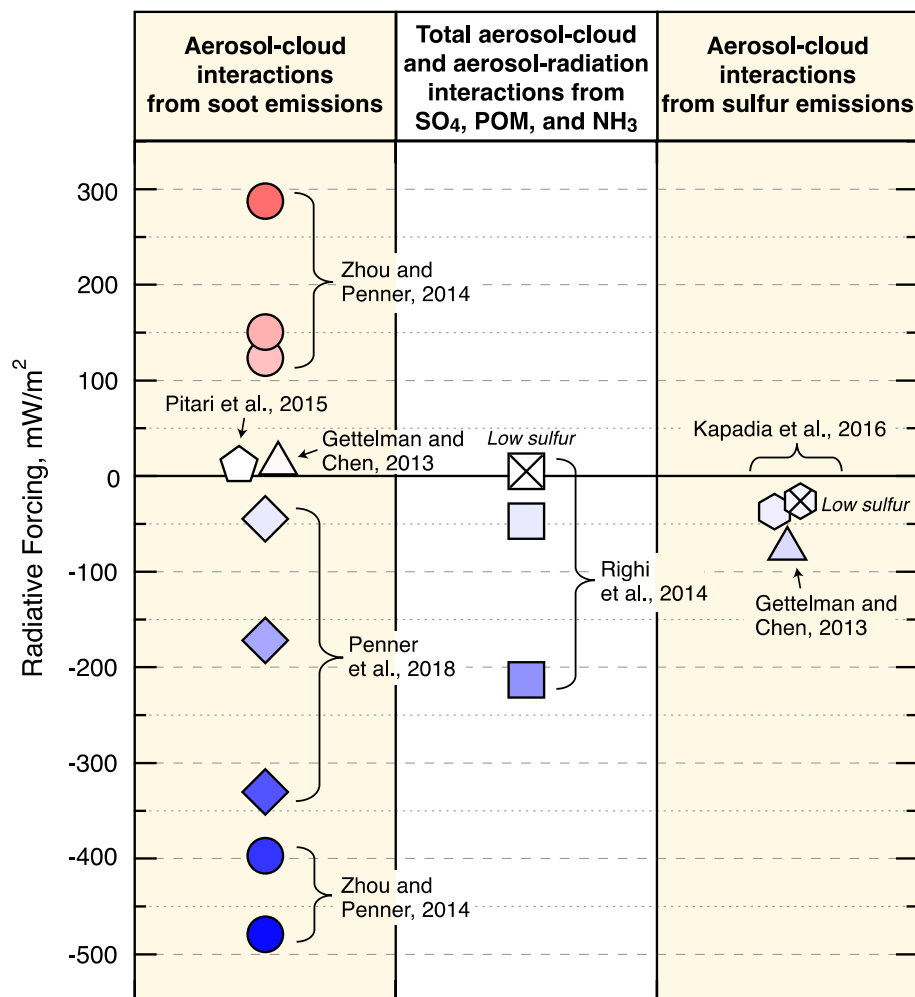 Aerosol-cloud
interactions
from soot emissions
Total aerosol-cloud
and aerosol-radiation
interactions from
SO₄, POM, and NH₃
Aerosol-cloud
interactions
from sulfur emissions
Radiative Forcing, mW/m²
300
200
100
0
-100
-200
-300
-400
-500
Zhou and
Penner, 2014
Pitari et al., 2015
Gettelman and
Chen, 2013
Penner
et al., 2018
Zhou and
Penner, 2014
Low sulfur
Righi
et al., 2014
Kapadia et al., 2016
Low sulfur
Gettelman and
Chen, 2013